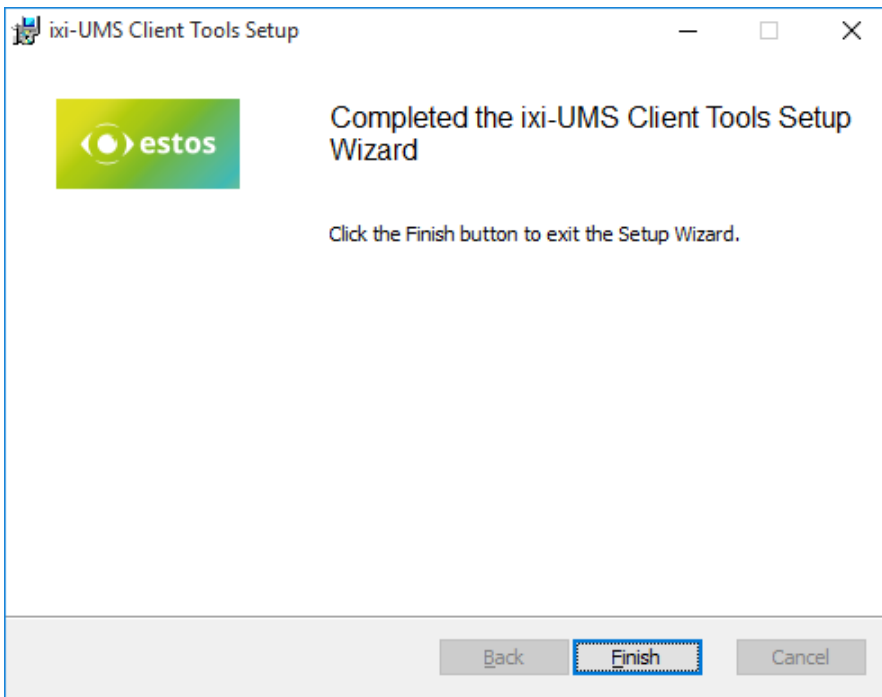 ixi-UMS Client Tools Setup
estos
Completed the ixi-UMS Client Tools Setup
Wizard
Click the Finish button to exit the Setup Wizard.
Back
Finish
Cancel